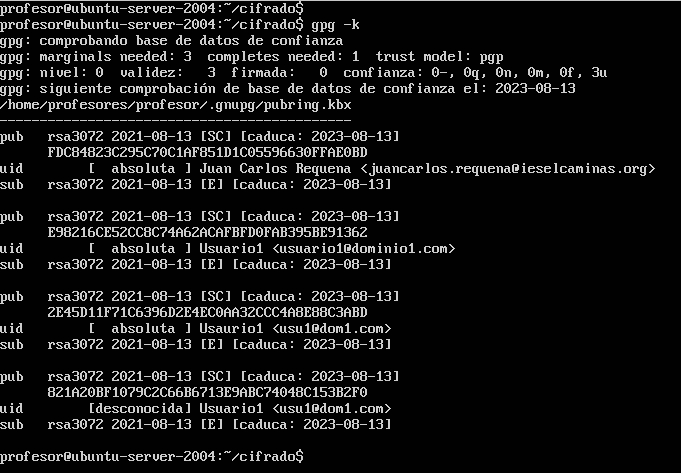 profesor@ubuntu-server-2004:~/cifrado$
profesor@ubuntu-server-2004:~/cifrado$ gpg -k
gpg: comprobando base de datos de confianza
gpg: marginals needed: 3  completes needed: 1  trust model: pgp
gpg: nivel: 0  validez:   3  firmada:   0  confianza: 0-, 0q, 0n, 0m, 0f, 3u
gpg: siguiente comprobación de base de datos de confianza el: 2023-08-13
/home/profesores/profesor/.gnupg/pubring.kbx
--------------------------------------------
pub   rsa3072 2021-08-13 [SC] [caduca: 2023-08-13]
      FDC84823C295C70C1AF851D1C05596630FFAE0BD
uid        [  absoluta ] Juan Carlos Requena <juancarlos.requena@ieselcaminas.org>
sub   rsa3072 2021-08-13 [E] [caduca: 2023-08-13]

pub   rsa3072 2021-08-13 [SC] [caduca: 2023-08-13]
      E98216CE52CC8C74A62ACAFBFD0FAB395BE91362
uid        [  absoluta ] Usuario1 <usuario1@dominio1.com>
sub   rsa3072 2021-08-13 [E] [caduca: 2023-08-13]

pub   rsa3072 2021-08-13 [SC] [caduca: 2023-08-13]
      2E45D11F71C6396D2E4EC0AA32CCC4A8E88C3ABD
uid        [  absoluta ] Usaurio1 <usu1@dom1.com>
sub   rsa3072 2021-08-13 [E] [caduca: 2023-08-13]

pub   rsa3072 2021-08-13 [SC] [caduca: 2023-08-13]
      821A20BF1079C2C66B6713E9ABC74048C153B2F0
uid        [desconocida] Usuario1 <usu1@dom1.com>
sub   rsa3072 2021-08-13 [E] [caduca: 2023-08-13]

profesor@ubuntu-server-2004:~/cifrado$